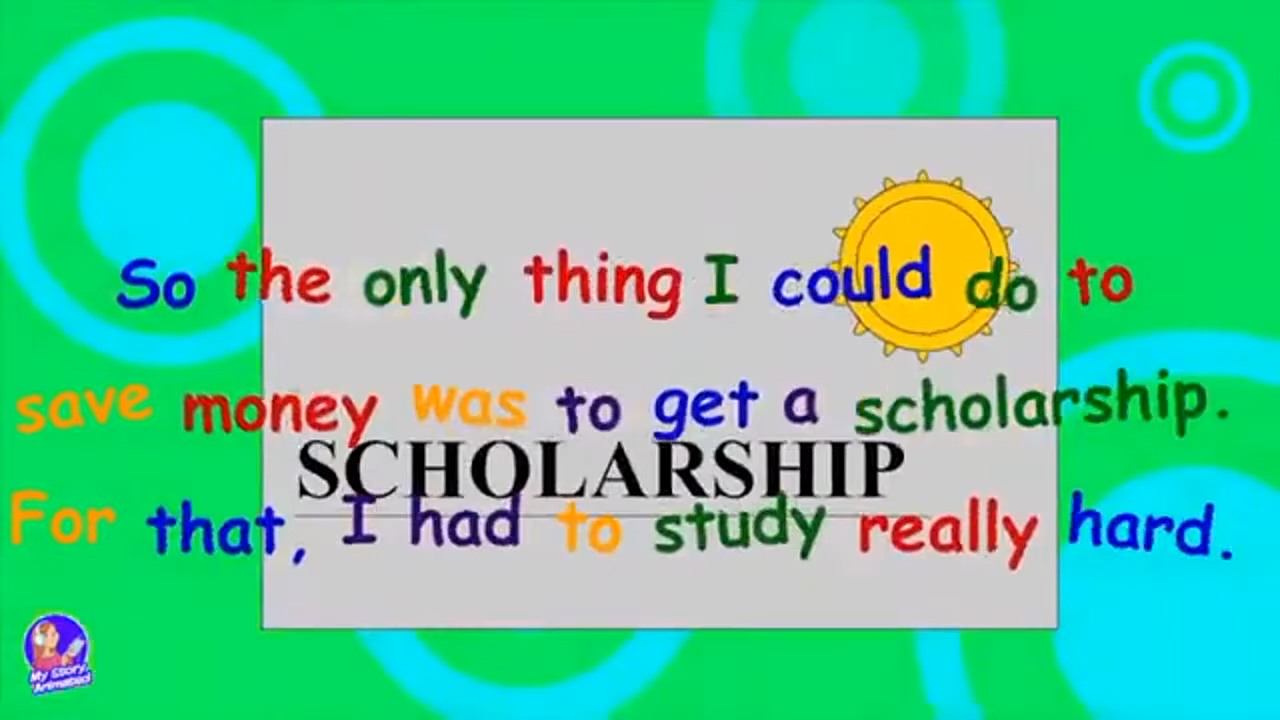 So the only thing I could do to
save money was to get a scholarship.
SCHOLARSHIP
For that, I had to study really hard.
My Story
Animated